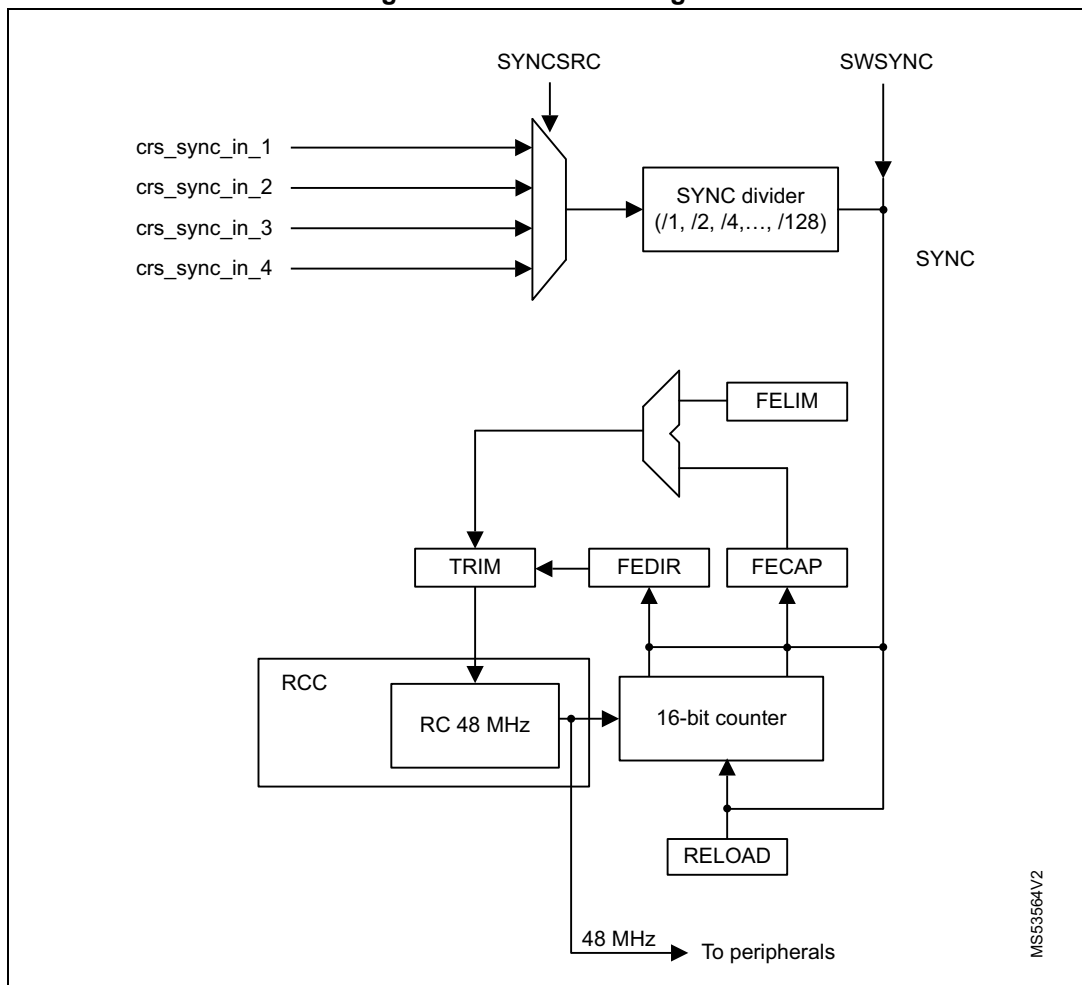 SYNCSRC
SWSYNC
crs_sync_in_1
crs_sync_in_2
crs_sync_in_3
crs_sync_in_4
SYNC divider
(/1, /2, /4,…, /128)
SYNC
FELIM
TRIM
FEDIR
FECAP
RCC
RC 48 MHz
16-bit counter
RELOAD
48 MHz
To peripherals
MS53564V2